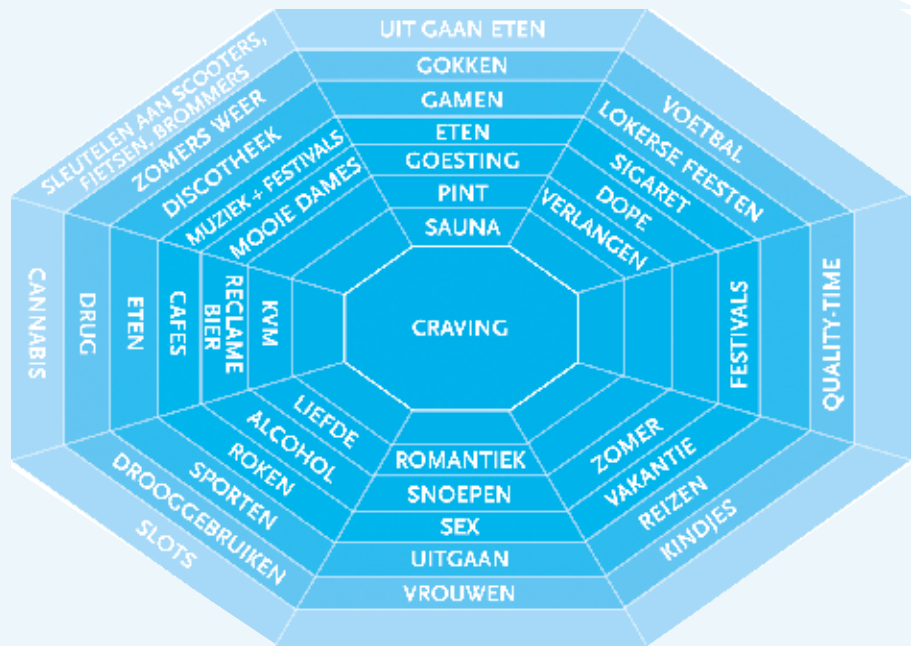 UIT GAAN ETEN
GOKKEN
GAMEN
ETEN
GOESTING
PINT
SAUNA
VOETBAL
LOKERSE FEESTEN
SIGARET
DOPE
VERLANGEN
QUALITY-TIME
FESTIVALS
KINDJES
REIZEN
VAKANTIE
ZOMER
CRAVING
ROMANTIEK
SNOEPEN
SEX
UITGAAN
VROUWEN
SLOTS
DROOGGEBRUIKEN
SPORTEN
ROKEN
ALCOHOL
LIEFDE
CANNABIS
DRUG
ETEN
CAFES
RECLAME
BIER
KVM
SLEUTELEN AAN SCOOTERS,
FIETSEN, BROMMERS
ZOMERS WEER
DISCOTHEEK
MUZIEK + FESTIVALS
MOOIE DAMES